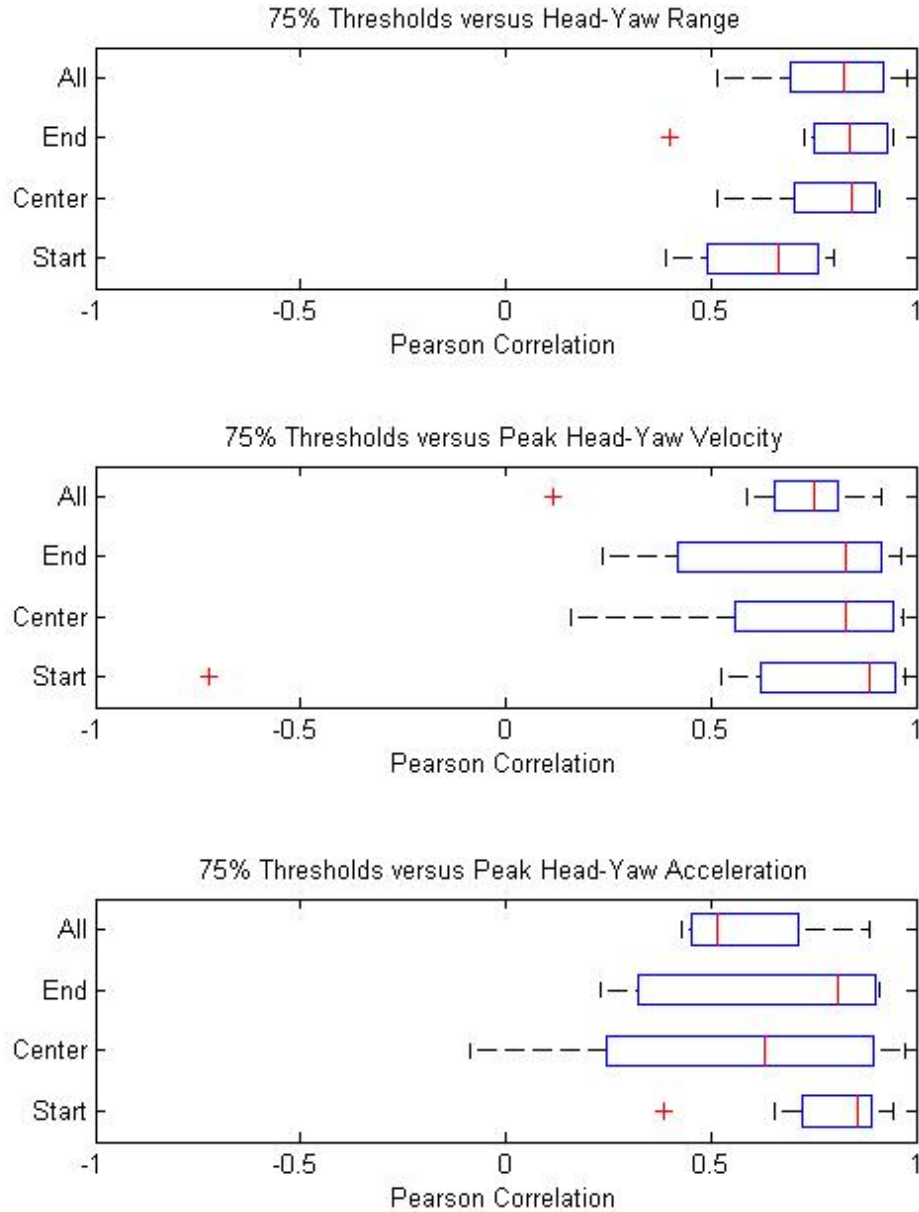 75% Thresholds versus Head-Yaw Range
All
End
Center
Start
-1 -0.5 0 0.5 1
Pearson Correlation
75% Thresholds versus Peak Head-Yaw Velocity
All
End
Center
Start
-1 -0.5 0 0.5 1
Pearson Correlation
75% Thresholds versus Peak Head-Yaw Acceleration
All
End
Center
Start
-1 -0.5 0 0.5 1
Pearson Correlation